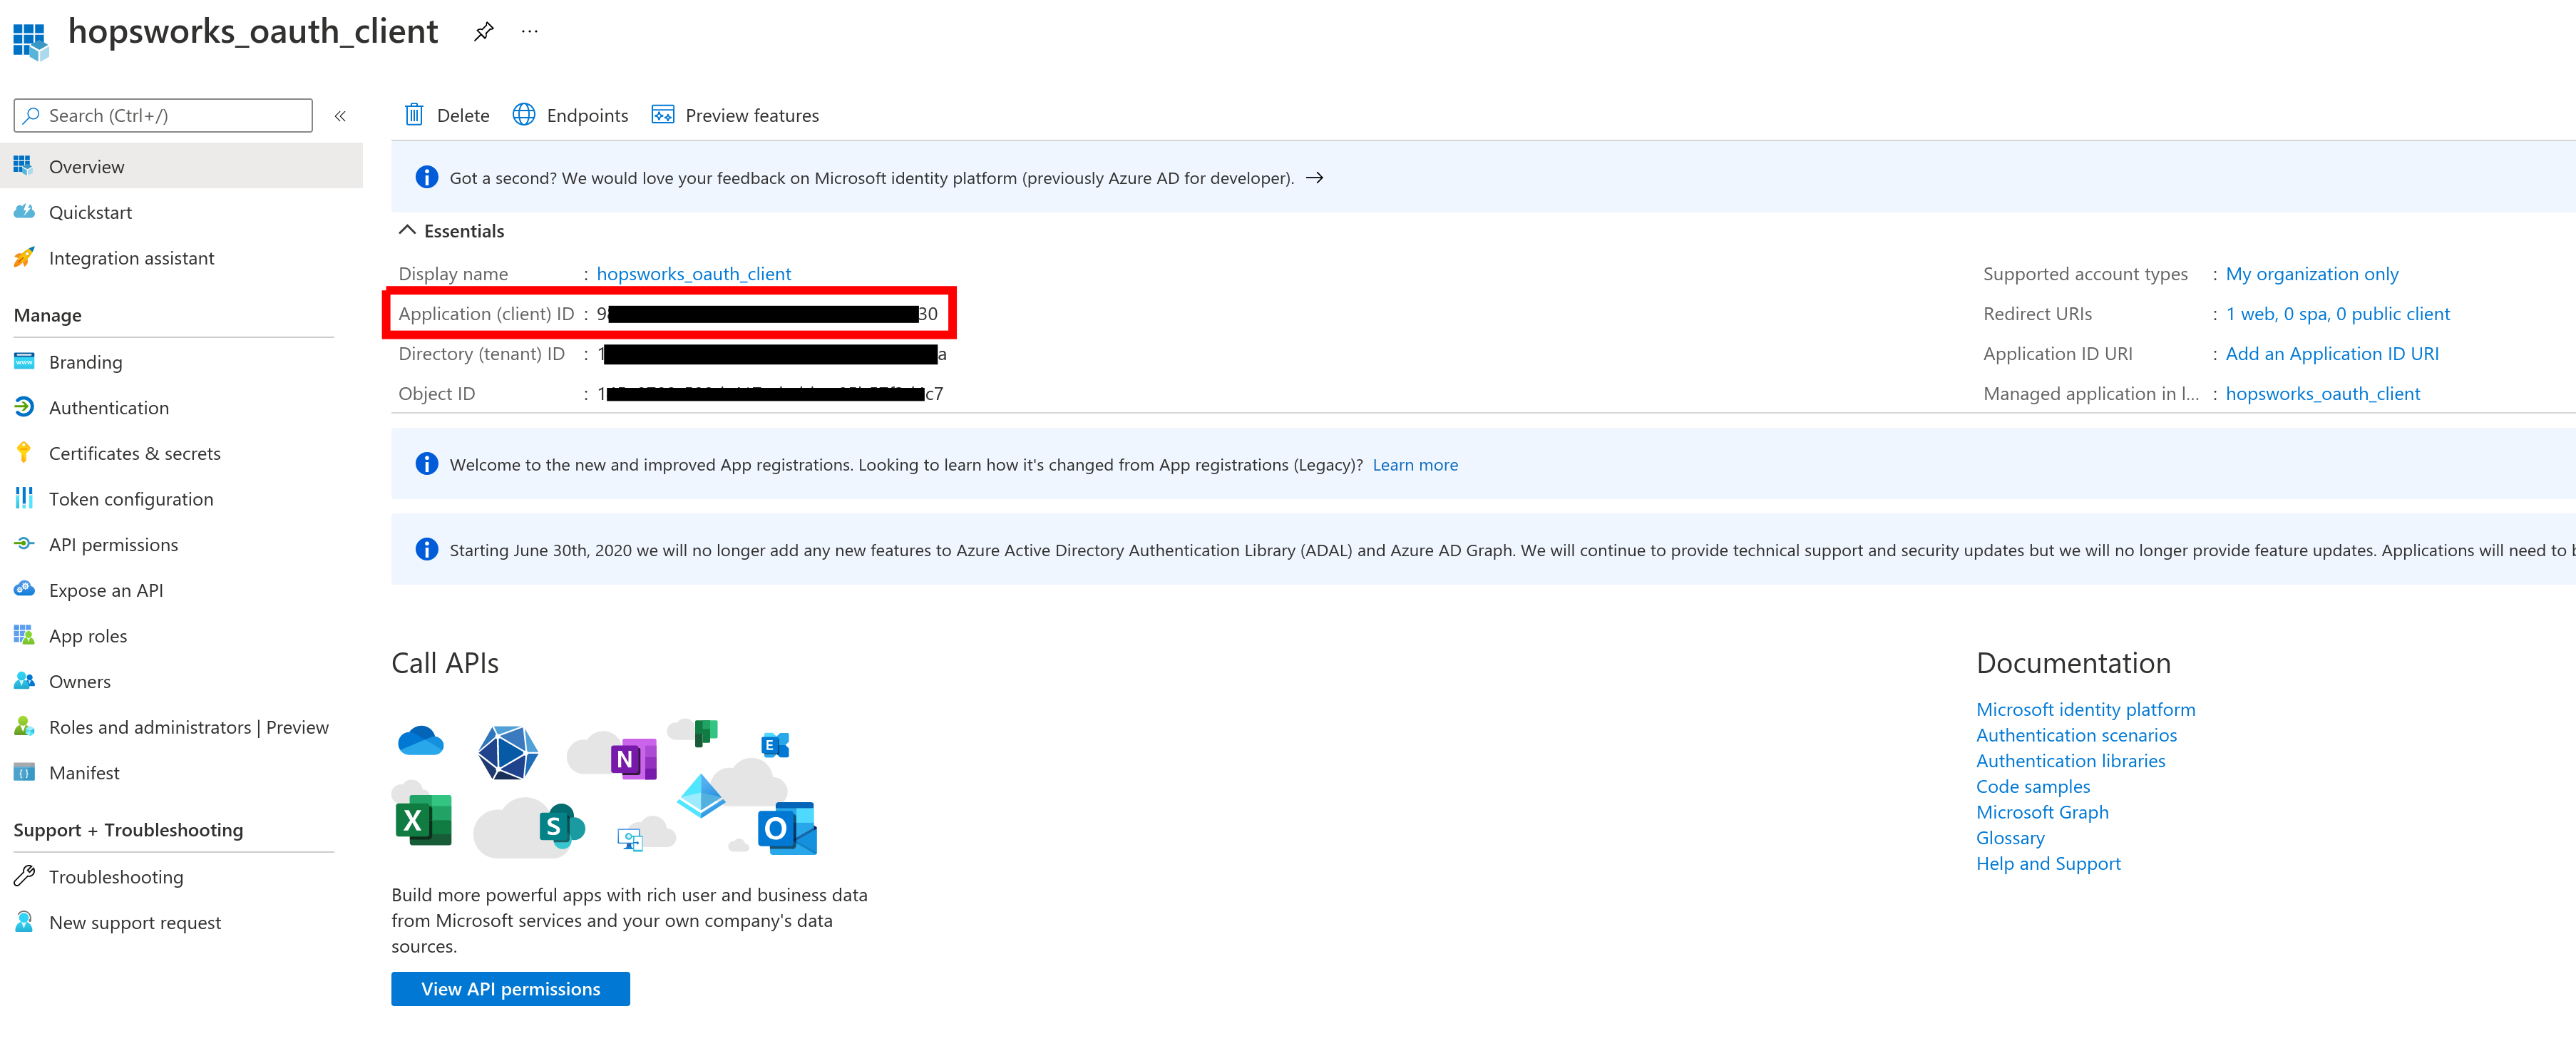 hopsworks_oauth_client
Search (Ctrl+/)
Overview
Quickstart
Integration assistant
Manage
Branding
Authentication
Certificates & secrets
Token configuration
API permissions
Expose an API
App roles
Owners
Roles and administrators | Preview
Manifest
Support + Troubleshooting
Troubleshooting
New support request
Delete Endpoints Preview features
Got a second? We would love your feedback on Microsoft identity platform (previously Azure AD for developer). →
Essentials
Display name : hopsworks_oauth_client
Application (client) ID : 9 30
Directory (tenant) ID : 1 a
Object ID : 1 c7
Supported account types : My organization only
Redirect URIs : 1 web, 0 spa, 0 public client
Application ID URI : Add an Application ID URI
Managed application in l... : hopsworks_oauth_client
Welcome to the new and improved App registrations. Looking to learn how it's changed from App registrations (Legacy)? Learn more
Starting June 30th, 2020 we will no longer add any new features to Azure Active Directory Authentication Library (ADAL) and Azure AD Graph. We will continue to provide technical support and security updates but we will no longer provide feature updates. Applications will need to
Call APIs
N
E
X
S
O
Build more powerful apps with rich user and business data
from Microsoft services and your own company's data
sources.
View API permissions
Documentation
Microsoft identity platform
Authentication scenarios
Authentication libraries
Code samples
Microsoft Graph
Glossary
Help and Support